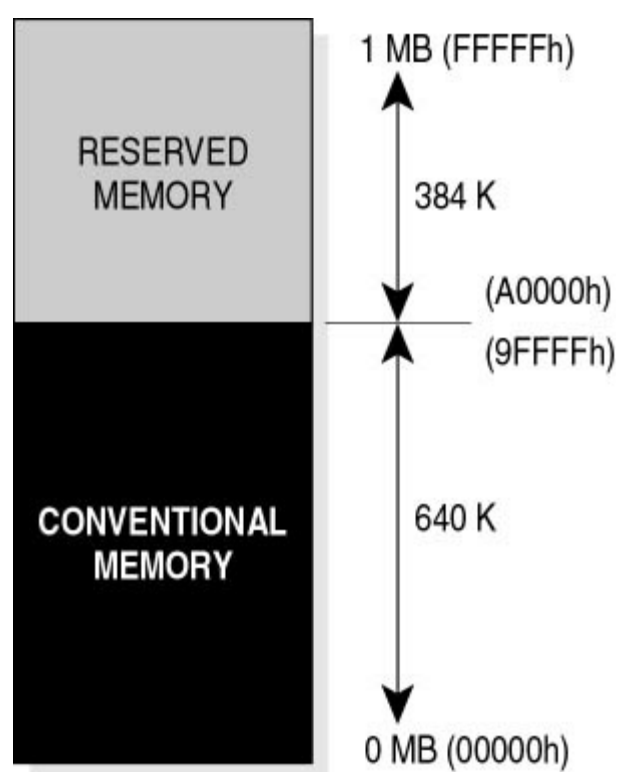 1 MB (FFFFFh)
RESERVED
MEMORY
384 K
(A0000h)
(9FFFFh)
CONVENTIONAL
MEMORY
640 K
0 MB (00000h)